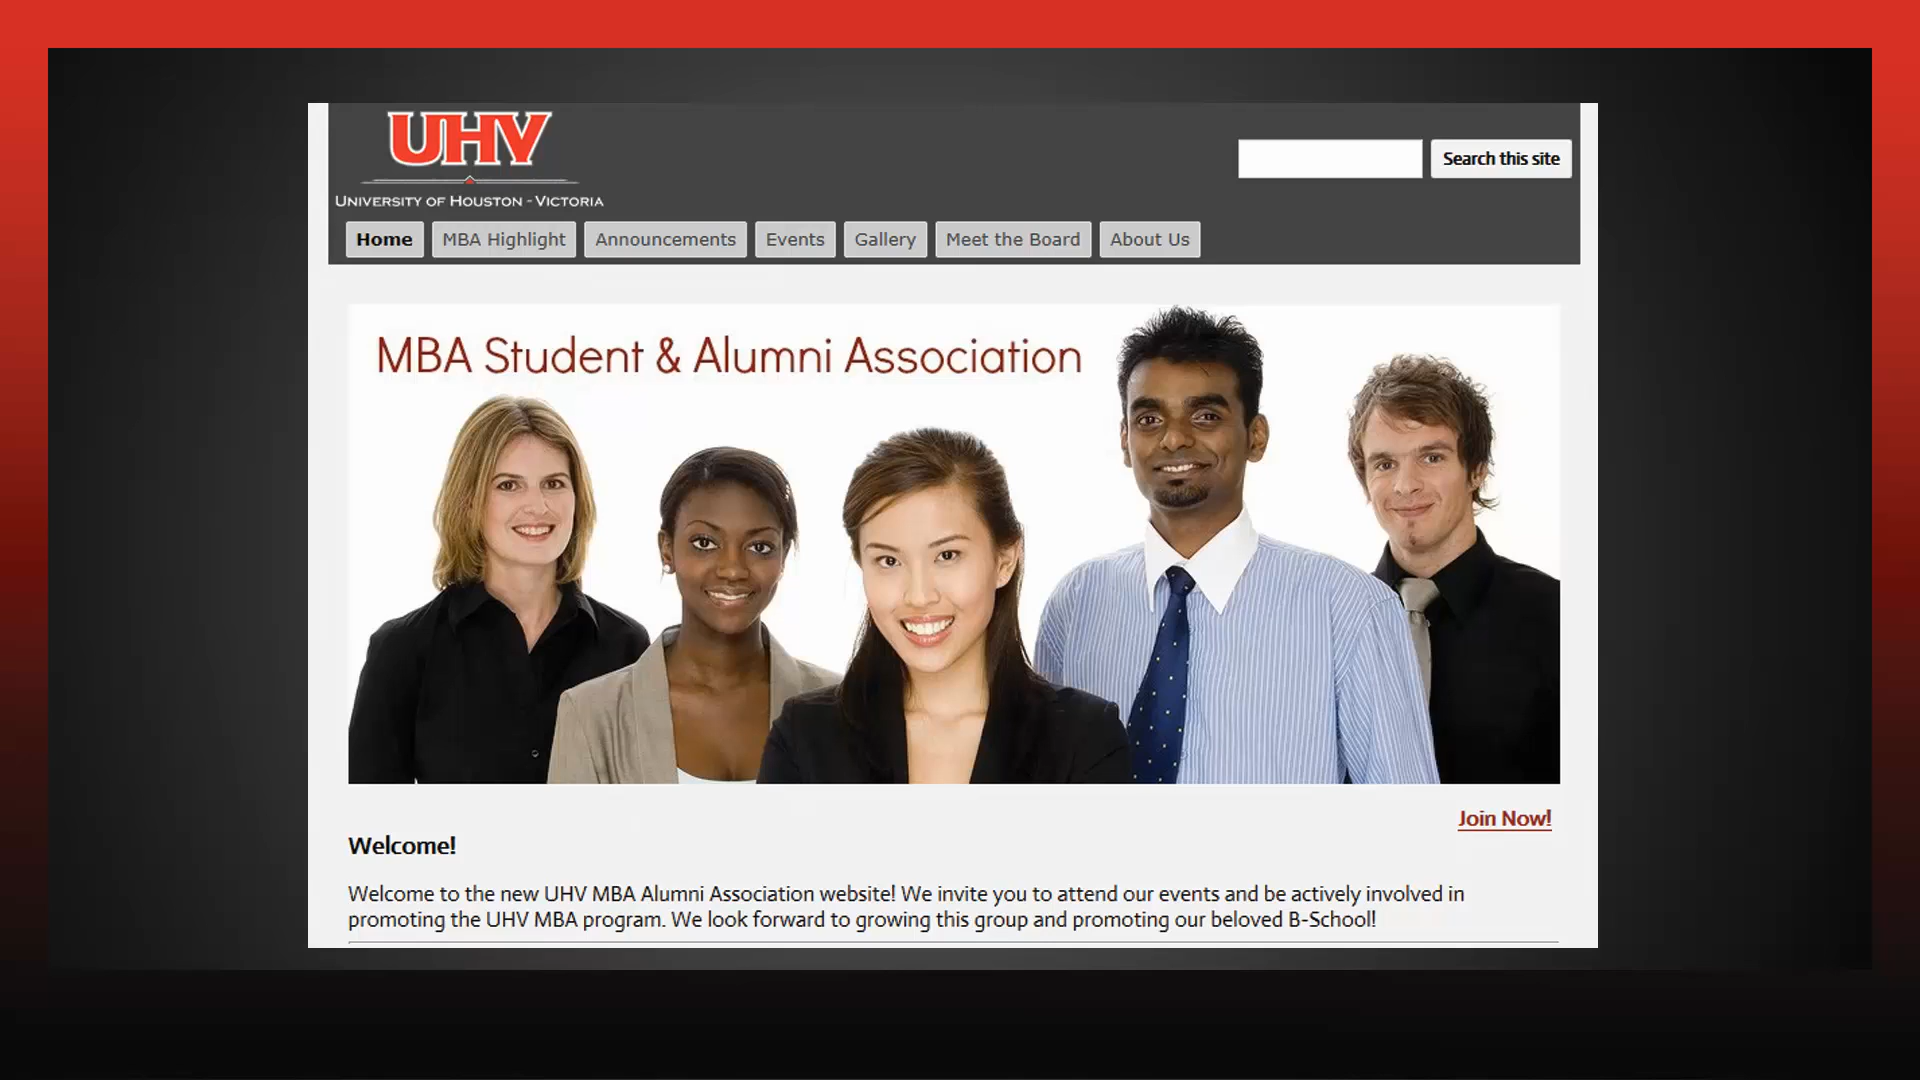 UHV
UNIVERSITY OF HOUSTON - VICTORIA
Search this site
Home MBA Highlight Announcements Events Gallery Meet the Board About Us
MBA Student & Alumni Association
Join Now!
Welcome!
Welcome to the new UHV MBA Alumni Association website! We invite you to attend our events and be actively involved in
promoting the UHV MBA program. We look forward to growing this group and promoting our beloved B-School!